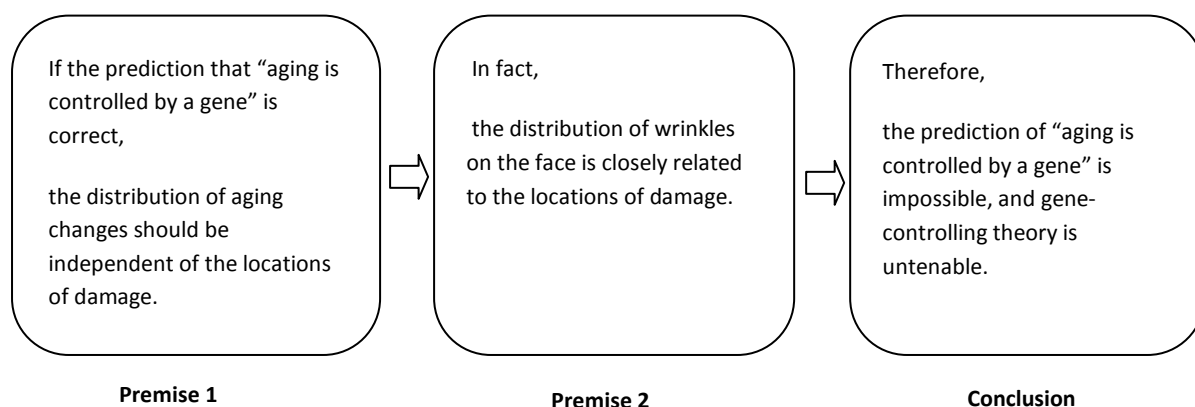 If the prediction that “aging is
controlled by a gene” is
correct,
the distribution of aging
changes should be
independent of the locations
of damage.
In fact,
the distribution of wrinkles
on the face is closely related
to the locations of damage.
Therefore,
the prediction of “aging is
controlled by a gene” is
impossible, and gene-
controlling theory is
untenable.
Premise 1
Premise 2
Conclusion